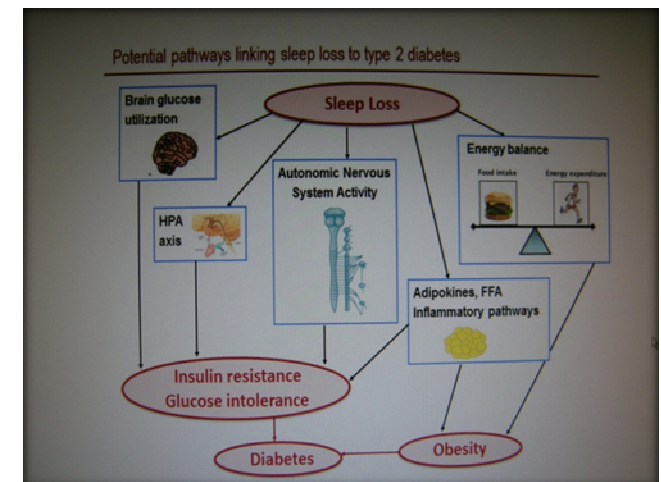 Potential pathways linking sleep loss to type 2 diabetes
Sleep Loss
Brain glucose
utilization
Energy balance
Food intake
Energy expenditure
Autonomic Nervous
System Activity
HPA
axis
Adipokines, FFA
Inflammatory pathways
Insulin resistance
Glucose intolerance
Diabetes
Obesity